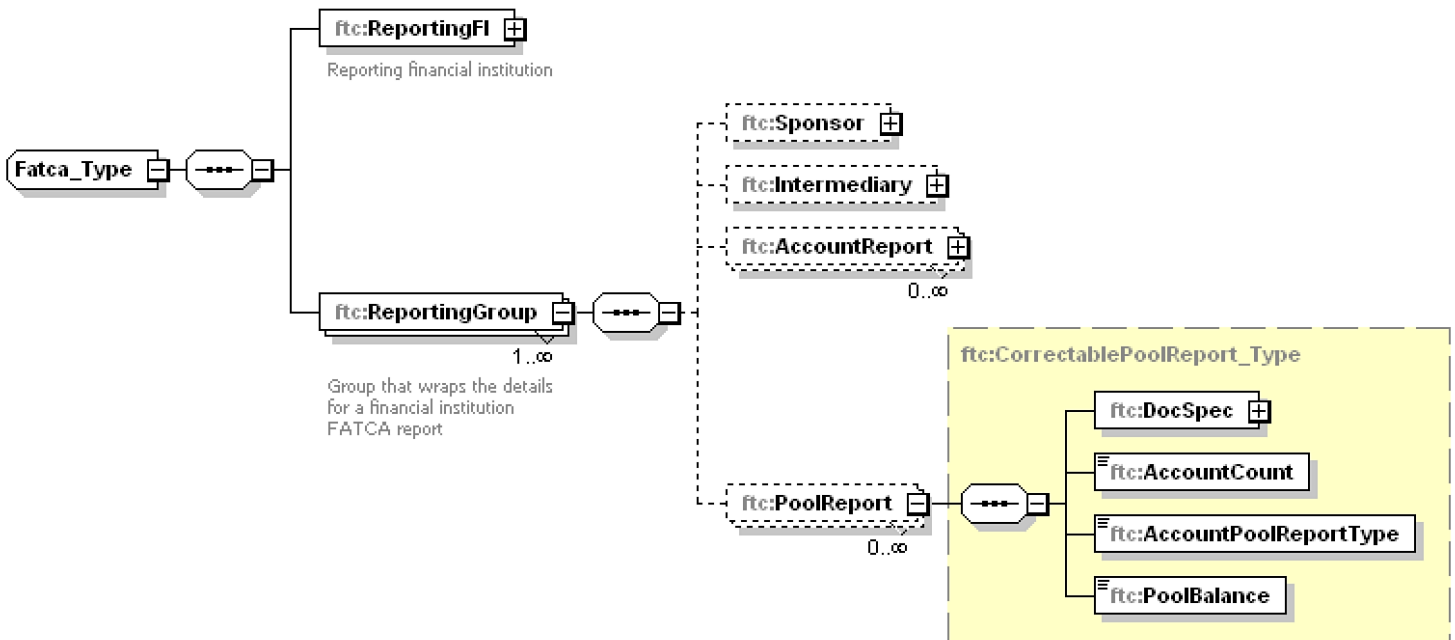 ftc:ReportingFI
Reporting financial institution
Fatca_Type
ftc:Sponsor
ftc:Intermediary
ftc:AccountReport
0..∞
ftc:ReportingGroup
1..∞
Group that wraps the details
for a financial institution
FATCA report
ftc:CorrectablePoolReport_Type
ftc:DocSpec
ftc:AccountCount
ftc:PoolReport
0..∞
ftc:AccountPoolReportType
ftc:PoolBalance